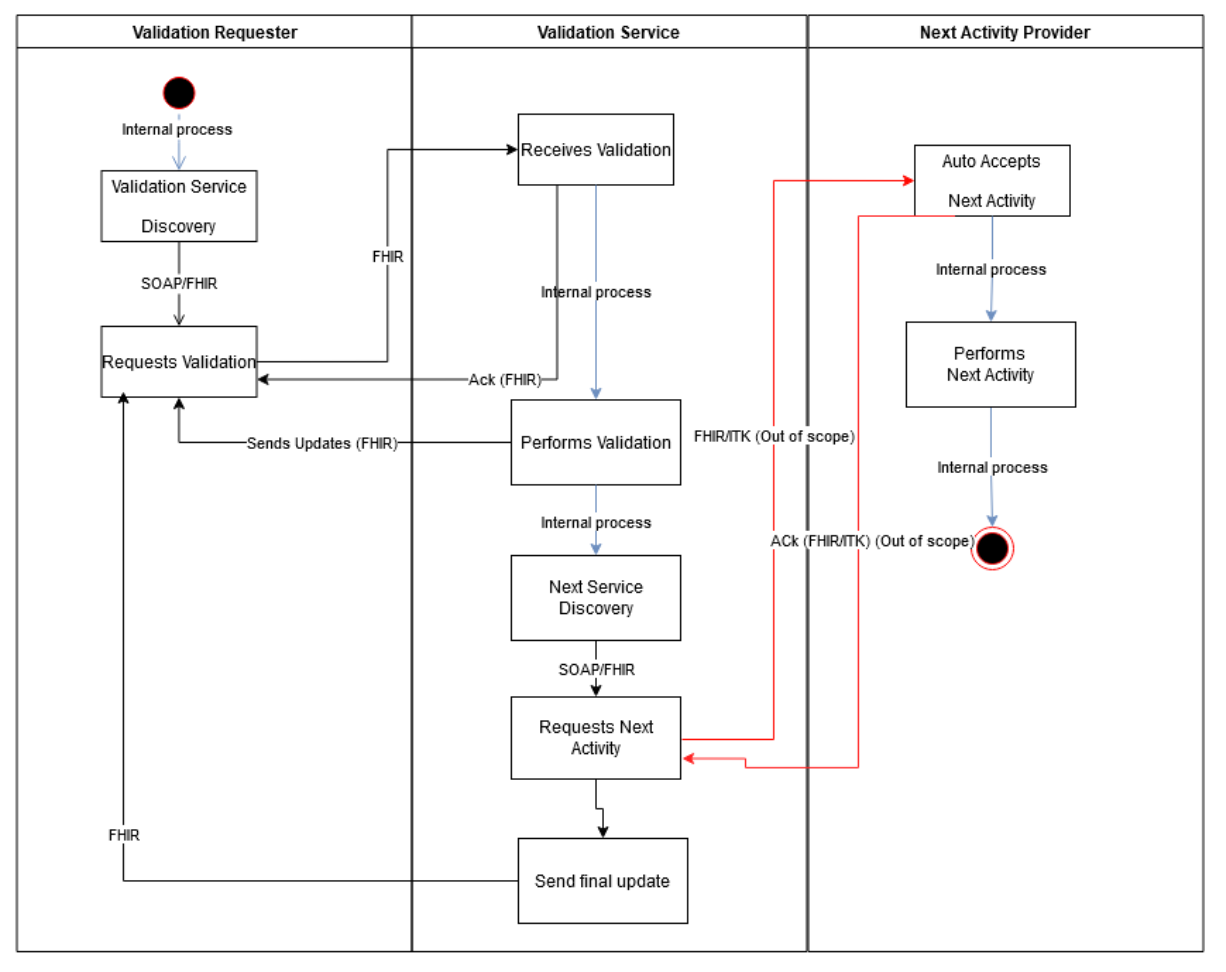 Validation Requester
Validation Service
Next Activity Provider
Internal process
Validation Service
Discovery
SOAP/FHIR
Requests Validation
FHIR
Receives Validation
Internal process
Ack (FHIR)
Sends Updates (FHIR)
Performs Validation
Internal process
Next Service
Discovery
SOAP/FHIR
Requests Next
Activity
Send final update
FHIR
FHIR/ITK (Out of scope)
ACk (FHIR/ITK) (Out of scope)
Auto Accepts
Next Activity
Internal process
Performs
Next Activity
Internal process